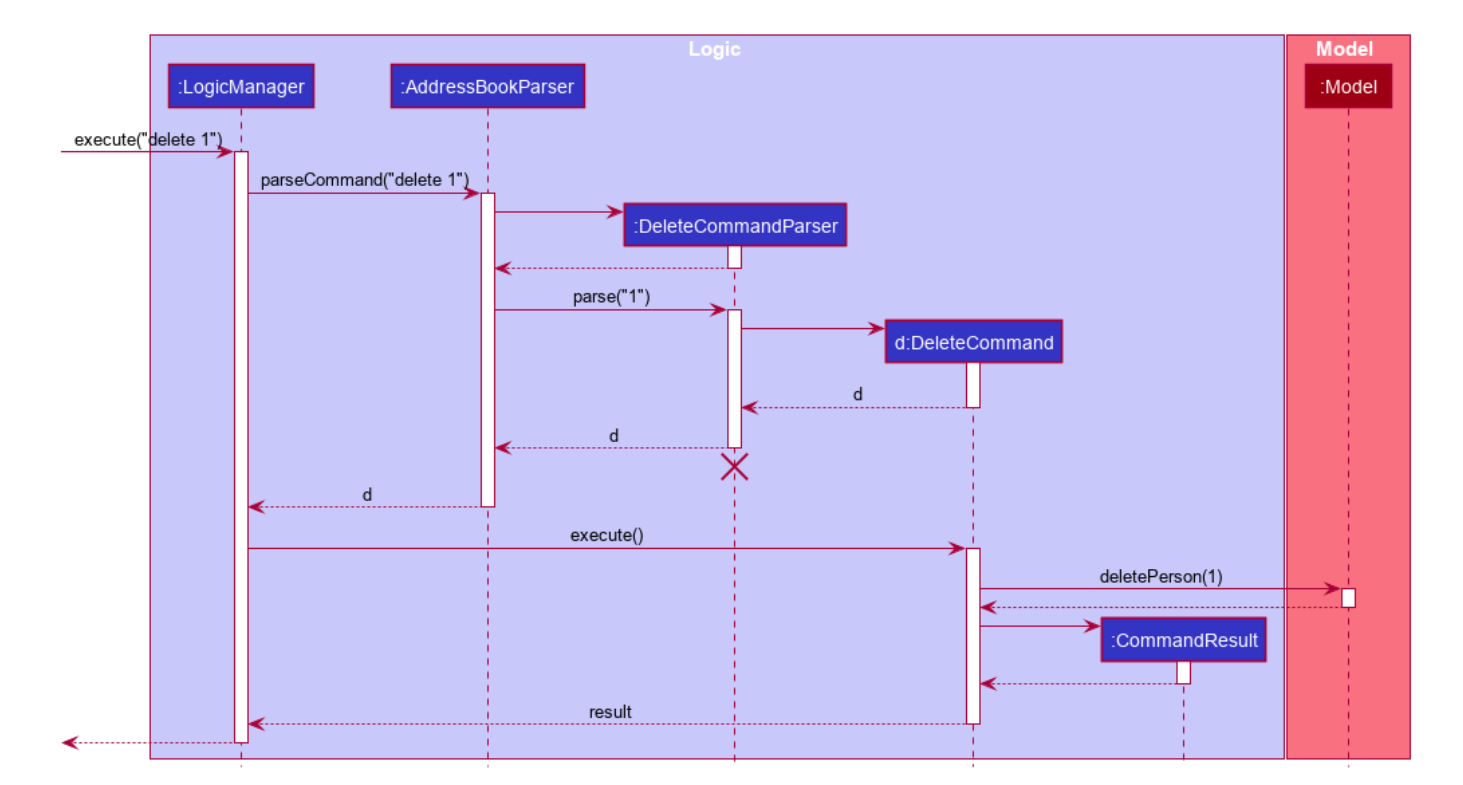 Logic
Model
:LogicManager
:AddressBookParser
:Model
execute("delete 1")
parseCommand("delete 1")
:DeleteCommandParser
parse("1")
d:DeleteCommand
d
d
d
execute()
deletePerson(1)
:CommandResult
result